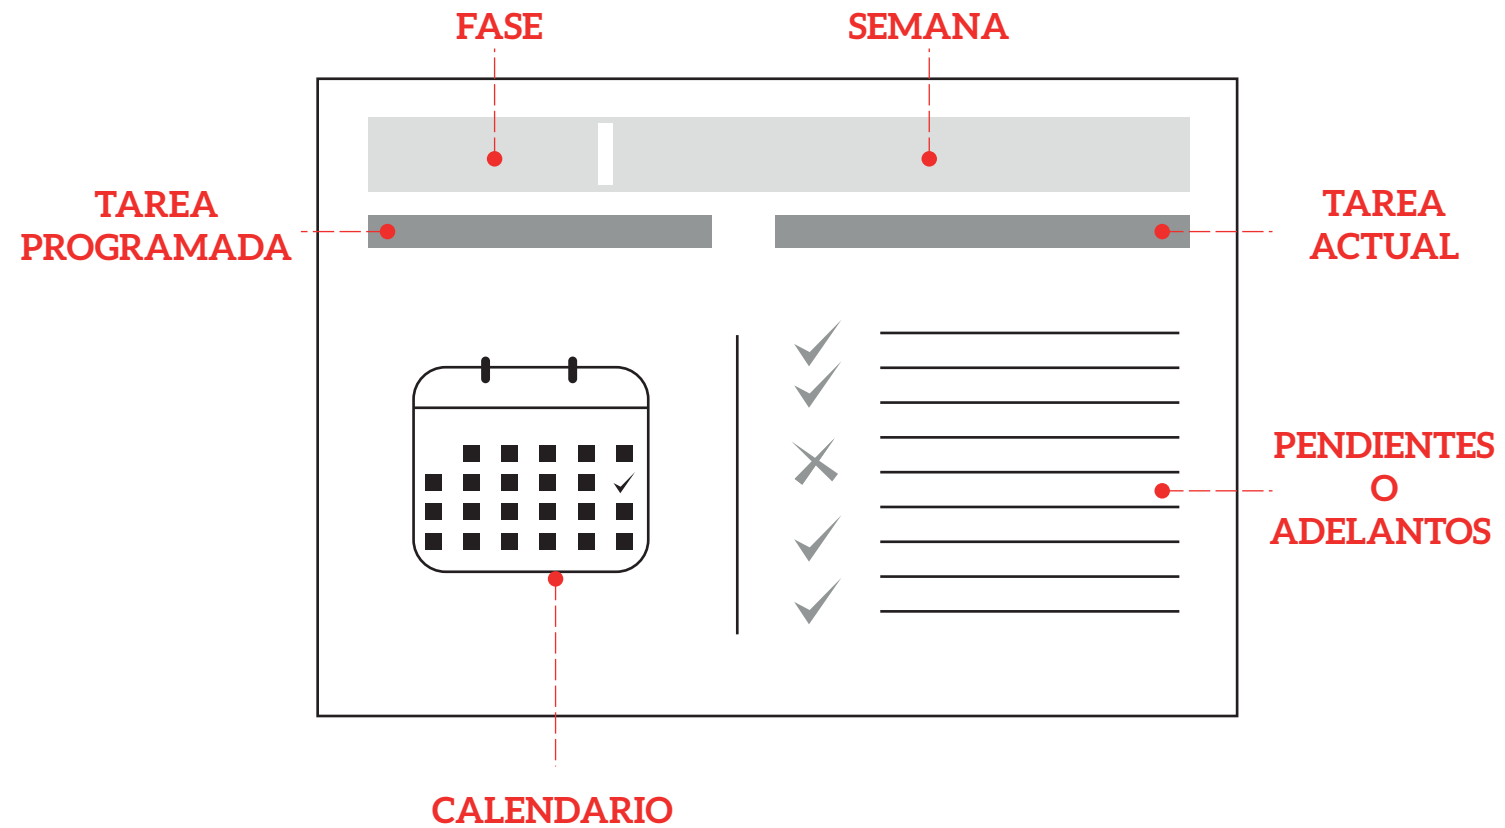 FASE
SEMANA
TAREA
PROGRAMADA
TAREA
ACTUAL
PENDIENTES
O
ADELANTOS
CALENDARIO